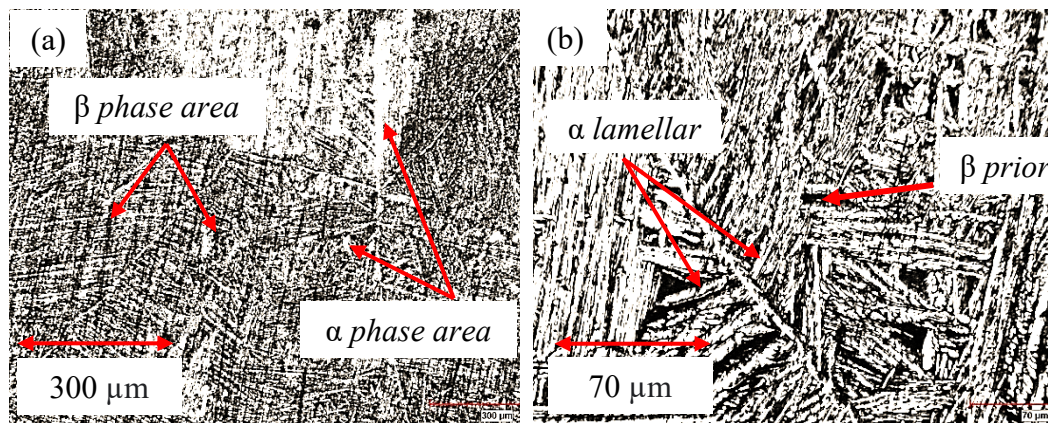 (a)
β phase area
α phase area
300 µm
300 µm
(b)
α lamellar
β prior
70 µm
70 µm